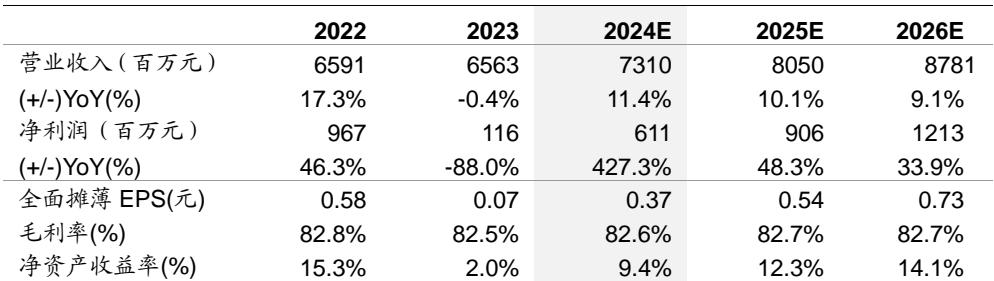 2022 2023 2024E 2025E 2026E
营业收入（百万元） 6591 6563 7310 8050 8781
(+/-)YoY(%) 17.3% -0.4% 11.4% 10.1% 9.1%
净利润（百万元） 967 116 611 906 1213
(+/-)YoY(%) 46.3% -88.0% 427.3% 48.3% 33.9%
全面摊薄 EPS(元) 0.58 0.07 0.37 0.54 0.73
毛利率(%) 82.8% 82.5% 82.6% 82.7% 82.7%
净资产收益率(%) 15.3% 2.0% 9.4% 12.3% 14.1%